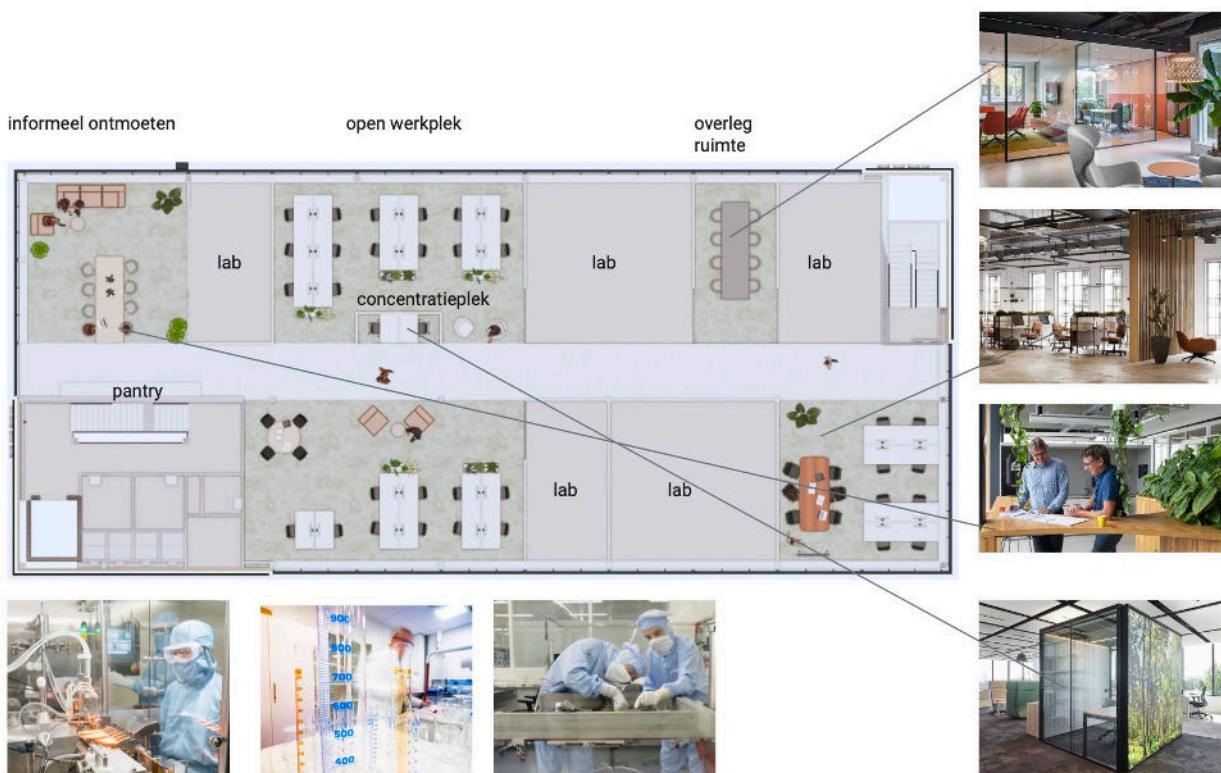 informeel ontmoeten
open werkplek
overleg
ruimte
lab
lab
lab
concentratieplek
pantry
lab
lab
900
800
700
600
500
400